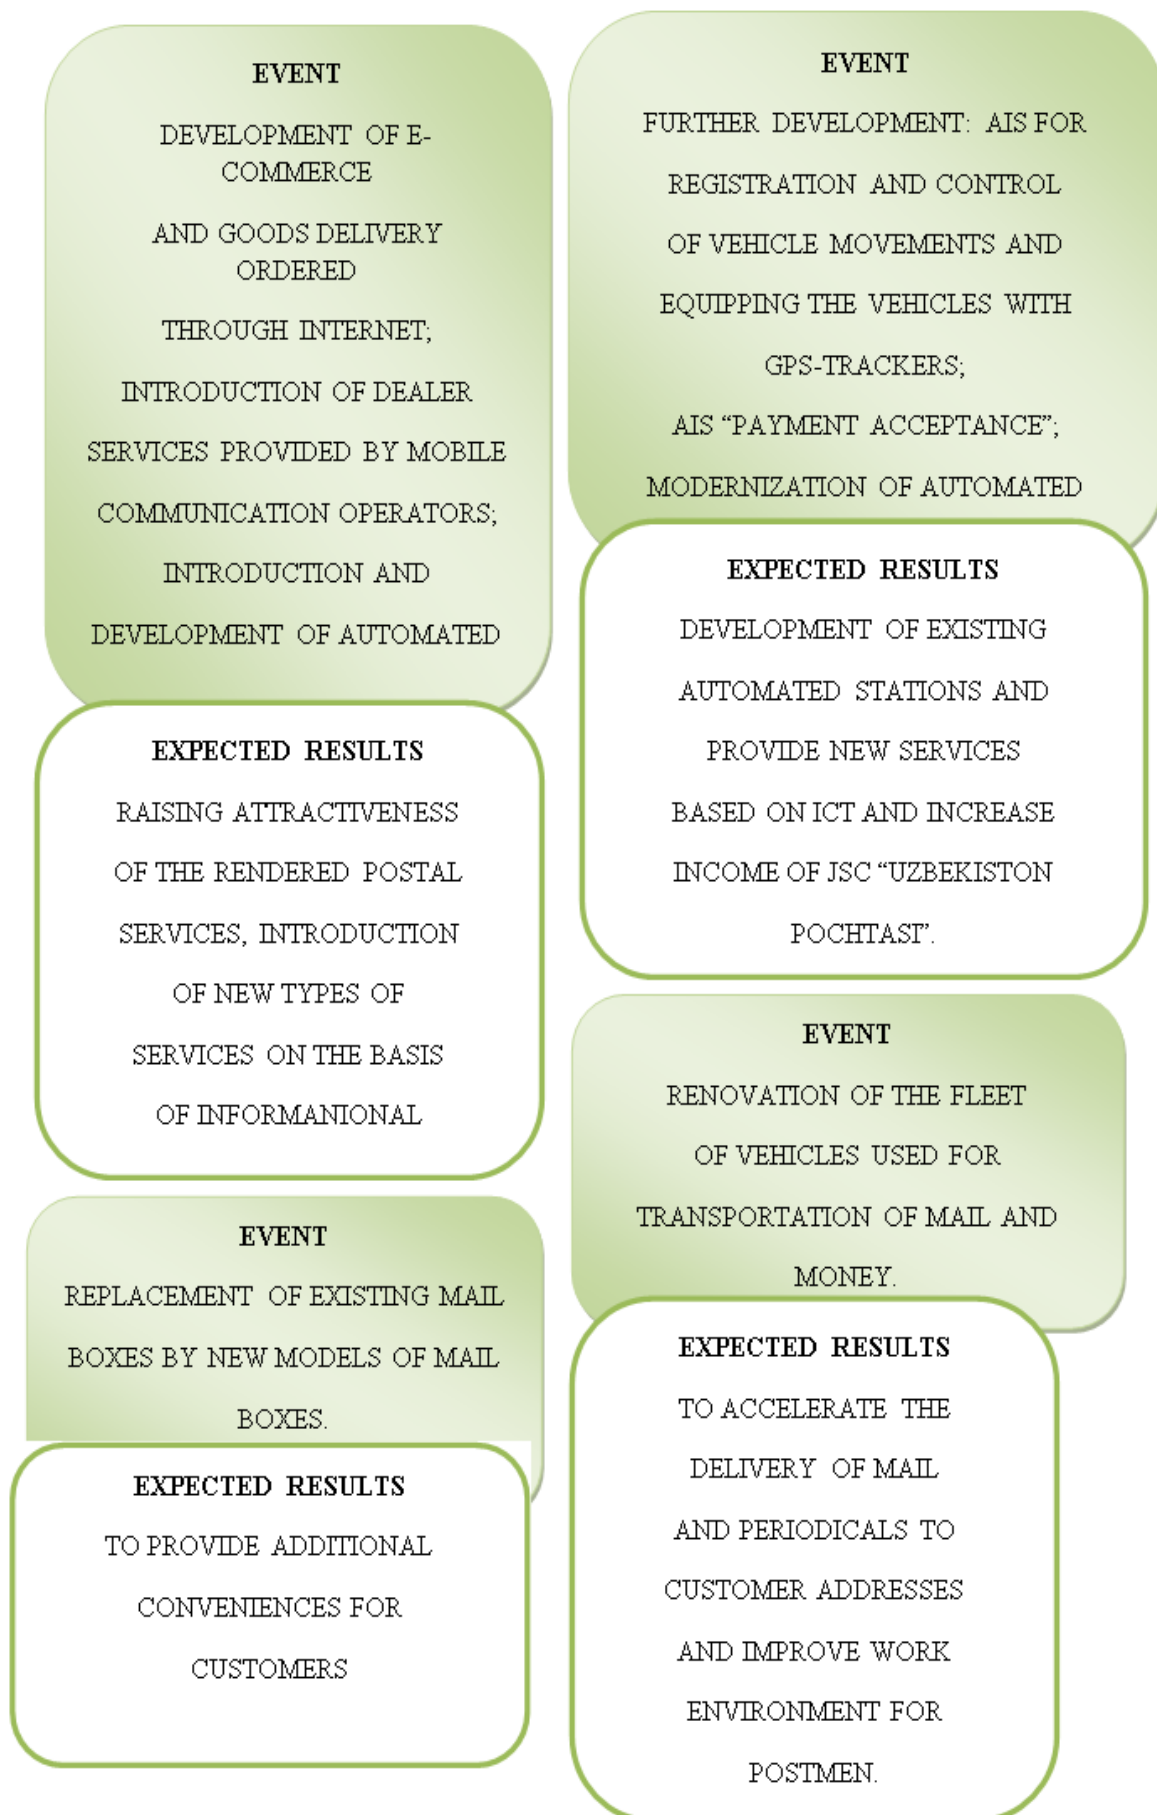 EVENT
DEVELOPMENT OF E-
COMMERCE
AND GOODS DELIVERY
ORDERED
THROUGH INTERNET;
INTRODUCTION OF DEALER
SERVICES PROVIDED BY MOBILE
COMMUNICATION OPERATORS;
INTRODUCTION AND
DEVELOPMENT OF AUTOMATED
EXPECTED RESULTS
RAISING ATTRACTIVENESS
OF THE RENDERED POSTAL
SERVICES, INTRODUCTION
OF NEW TYPES OF
SERVICES ON THE BASIS
OF INFORMANIONAL
EVENT
REPLACEMENT OF EXISTING MAIL
BOXES BY NEW MODELS OF MAIL
BOXES.
EXPECTED RESULTS
TO PROVIDE ADDITIONAL
CONVENIENCES FOR
CUSTOMERS
EVENT
FURTHER DEVELOPMENT: AIS FOR
REGISTRATION AND CONTROL
OF VEHICLE MOVEMENTS AND
EQUIPPING THE VEHICLES WITH
GPS-TRACKERS;
AIS “PAYMENT ACCEPTANCE”;
MODERNIZATION OF AUTOMATED
EXPECTED RESULTS
DEVELOPMENT OF EXISTING
AUTOMATED STATIONS AND
PROVIDE NEW SERVICES
BASED ON ICT AND INCREASE
INCOME OF JSC “UZBEKISTON
POCHTASI”.
EVENT
RENOVATION OF THE FLEET
OF VEHICLES USED FOR
TRANSPORTATION OF MAIL AND
MONEY.
EXPECTED RESULTS
TO ACCELERATE THE
DELIVERY OF MAIL
AND PERIODICALS TO
CUSTOMER ADDRESSES
AND IMPROVE WORK
ENVIRONMENT FOR
POSTMEN.